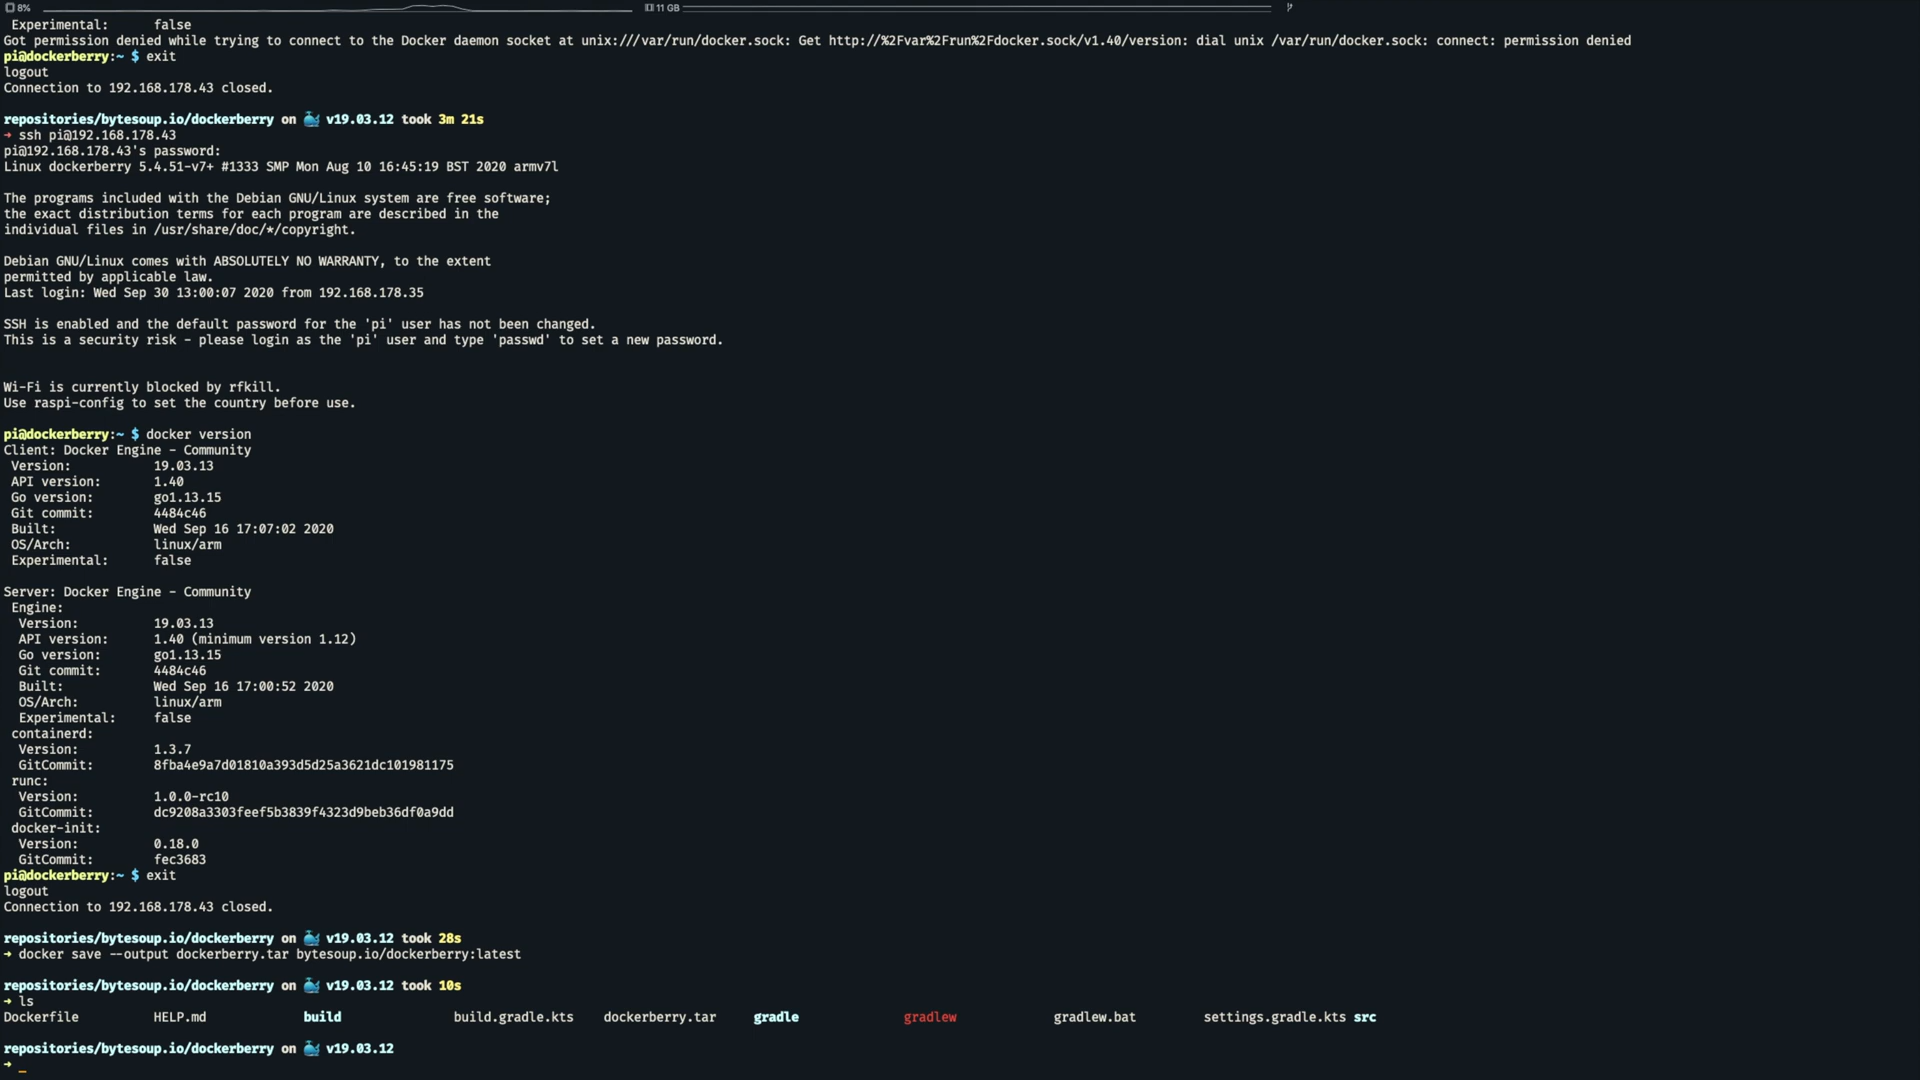 8% 11 GB
Experimental: false
Got permission denied while trying to connect to the Docker daemon socket at unix:///var/run/docker.sock: Get http://%2Fvar%2Frun%2Fdocker.sock/v1.40/version: dial unix /var/run/docker.sock: connect: permission denied
pi@dockerberry:~ $ exit
logout
Connection to 192.168.178.43 closed.
repositories/bytesoup.io/dockerberry on 🐳 v19.03.12 took 3m 21s
➜ ssh pi@192.168.178.43
pi@192.168.178.43's password:
Linux dockerberry 5.4.51-v7+ #1333 SMP Mon Aug 10 16:45:19 BST 2020 armv7l
The programs included with the Debian GNU/Linux system are free software;
the exact distribution terms for each program are described in the
individual files in /usr/share/doc/*/copyright.
Debian GNU/Linux comes with ABSOLUTELY NO WARRANTY, to the extent
permitted by applicable law.
Last login: Wed Sep 30 13:00:07 2020 from 192.168.178.35
SSH is enabled and the default password for the 'pi' user has not been changed.
This is a security risk - please login as the 'pi' user and type 'passwd' to set a new password.
Wi-Fi is currently blocked by rfkill.
Use raspi-config to set the country before use.
pi@dockerberry:~ $ docker version
Client: Docker Engine - Community
Version: 19.03.13
API version: 1.40
Go version: go1.13.15
Git commit: 4484c46
Built: Wed Sep 16 17:07:02 2020
OS/Arch: linux/arm
Experimental: false
Server: Docker Engine - Community
Engine:
Version: 19.03.13
API version: 1.40 (minimum version 1.12)
Go version: go1.13.15
Git commit: 4484c46
Built: Wed Sep 16 17:00:52 2020
OS/Arch: linux/arm
Experimental: false
containerd:
Version: 1.3.7
GitCommit: 8fba4e9a7d01810a393d5d25a3621dc101981175
runc:
Version: 1.0.0-rc10
GitCommit: dc9208a3303feef5b3839f4323d9beb36df0a9dd
docker-init:
Version: 0.18.0
GitCommit: fec3683
pi@dockerberry:~ $ exit
logout
Connection to 192.168.178.43 closed.
repositories/bytesoup.io/dockerberry on 🐳 v19.03.12 took 28s
➜ docker save --output dockerberry.tar bytesoup.io/dockerberry:latest
repositories/bytesoup.io/dockerberry on 🐳 v19.03.12 took 10s
➜ ls
Dockerfile HELP.md build build.gradle.kts dockerberry.tar gradle gradlew gradlew.bat settings.gradle.kts src
repositories/bytesoup.io/dockerberry on 🐳 v19.03.12
➜ _